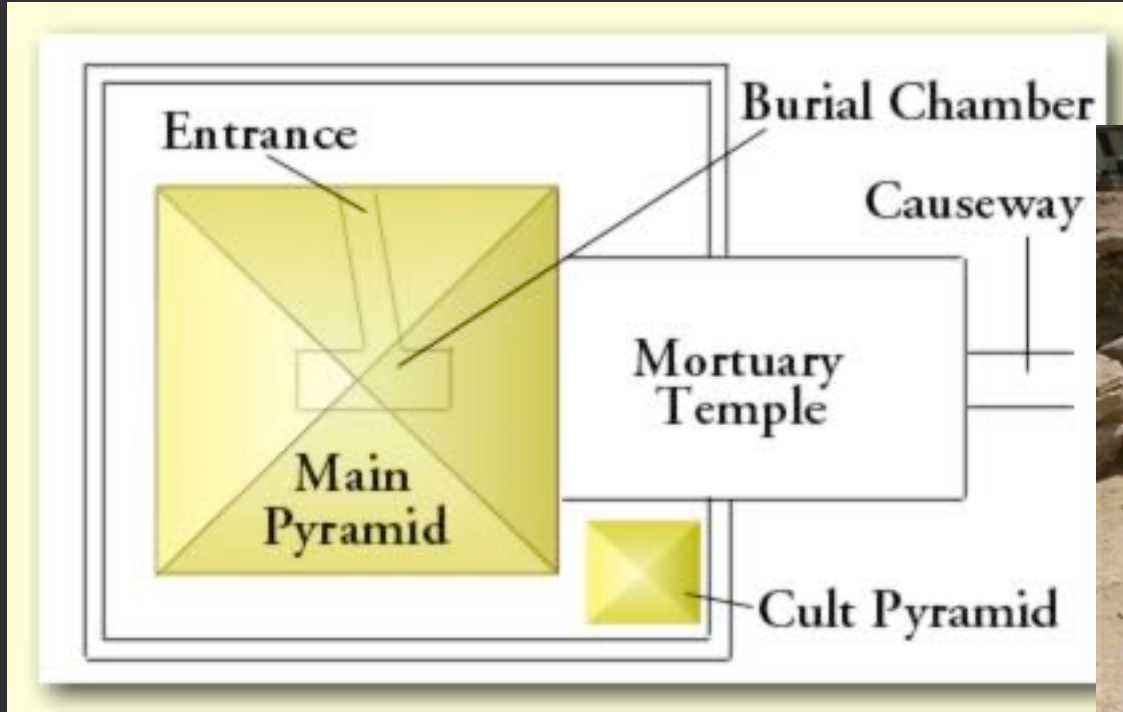 Entrance
Burial Chamber
Causeway
Mortuary
Temple
Main
Pyramid
Cult Pyramid